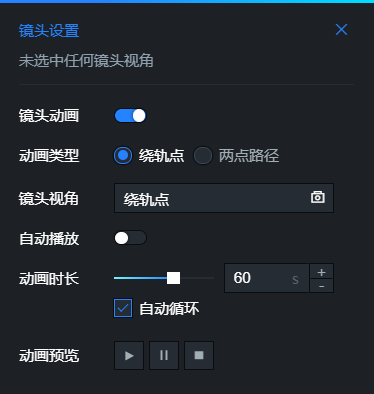 镜头设置
未选中任何镜头视角
镜头动画
动画类型 绕轨点 两点路径
镜头视角 绕轨点
自动播放
动画时长 60 s + -
自动循环
动画预览